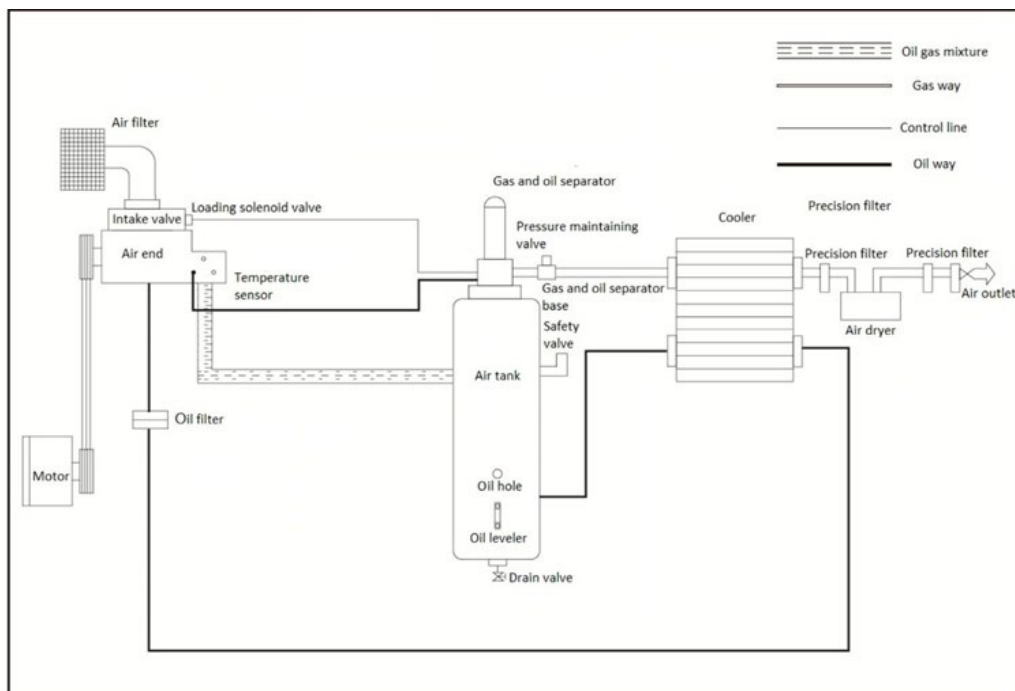 Oil gas mixture
Gas way
Control line
Oil way
Air filter
Gas and oil separator
Cooler
Precision filter
Intake valve
Loading solenoid valve
Pressure maintaining
valve
Air end
Temperature
sensor
Precision filter
Precision filter
Gas and oil separator
base
Air outlet
Air dryer
Safety
valve
Air tank
Oil filter
Motor
Oil hole
Oil leveler
Drain valve